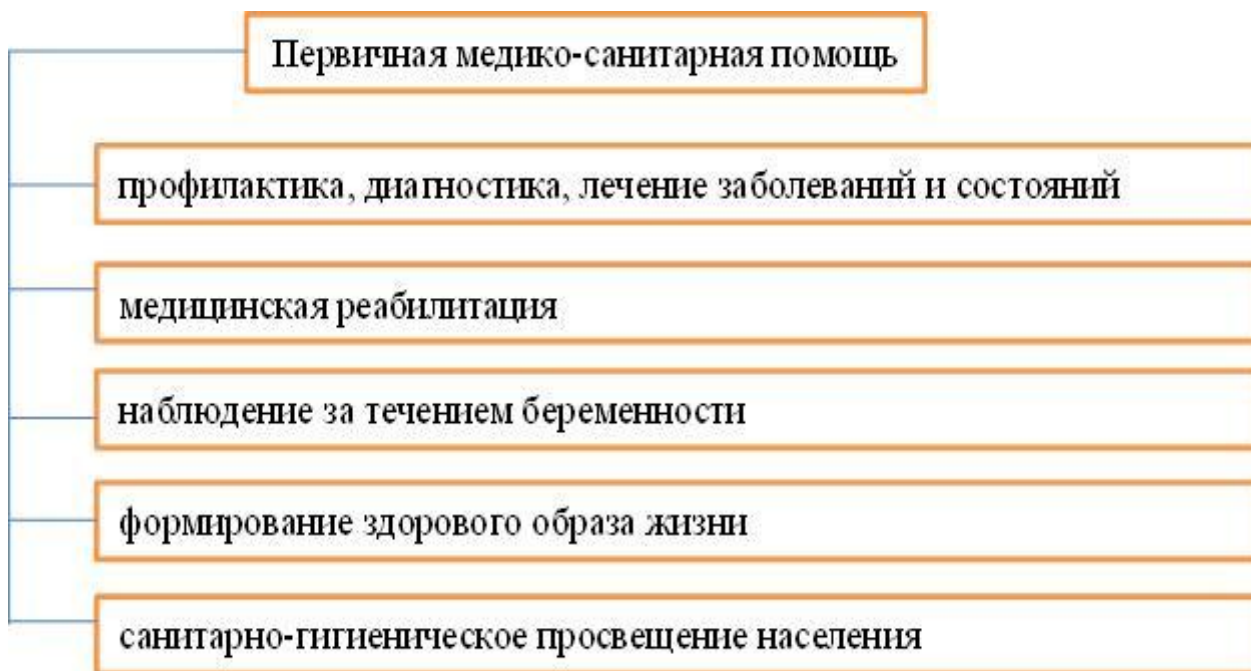 Первичная медико-санитарная помощь
профилактика, диагностика, лечение заболеваний и состояний
медицинская реабилитация
наблюдение за течением беременности
формирование здорового образа жизни
санитарно-гигиеническое просвещение населения